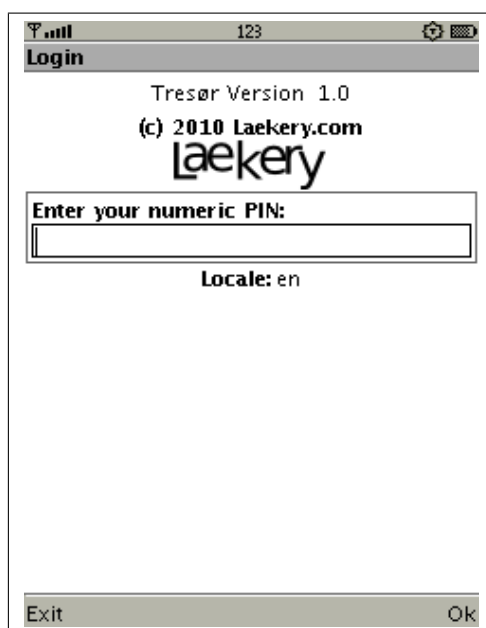 123
Login
Tresør Version 1.0
(c) 2010 Laekery.com
Laekery
Enter your numeric PIN:
Locale: en
Exit Ok